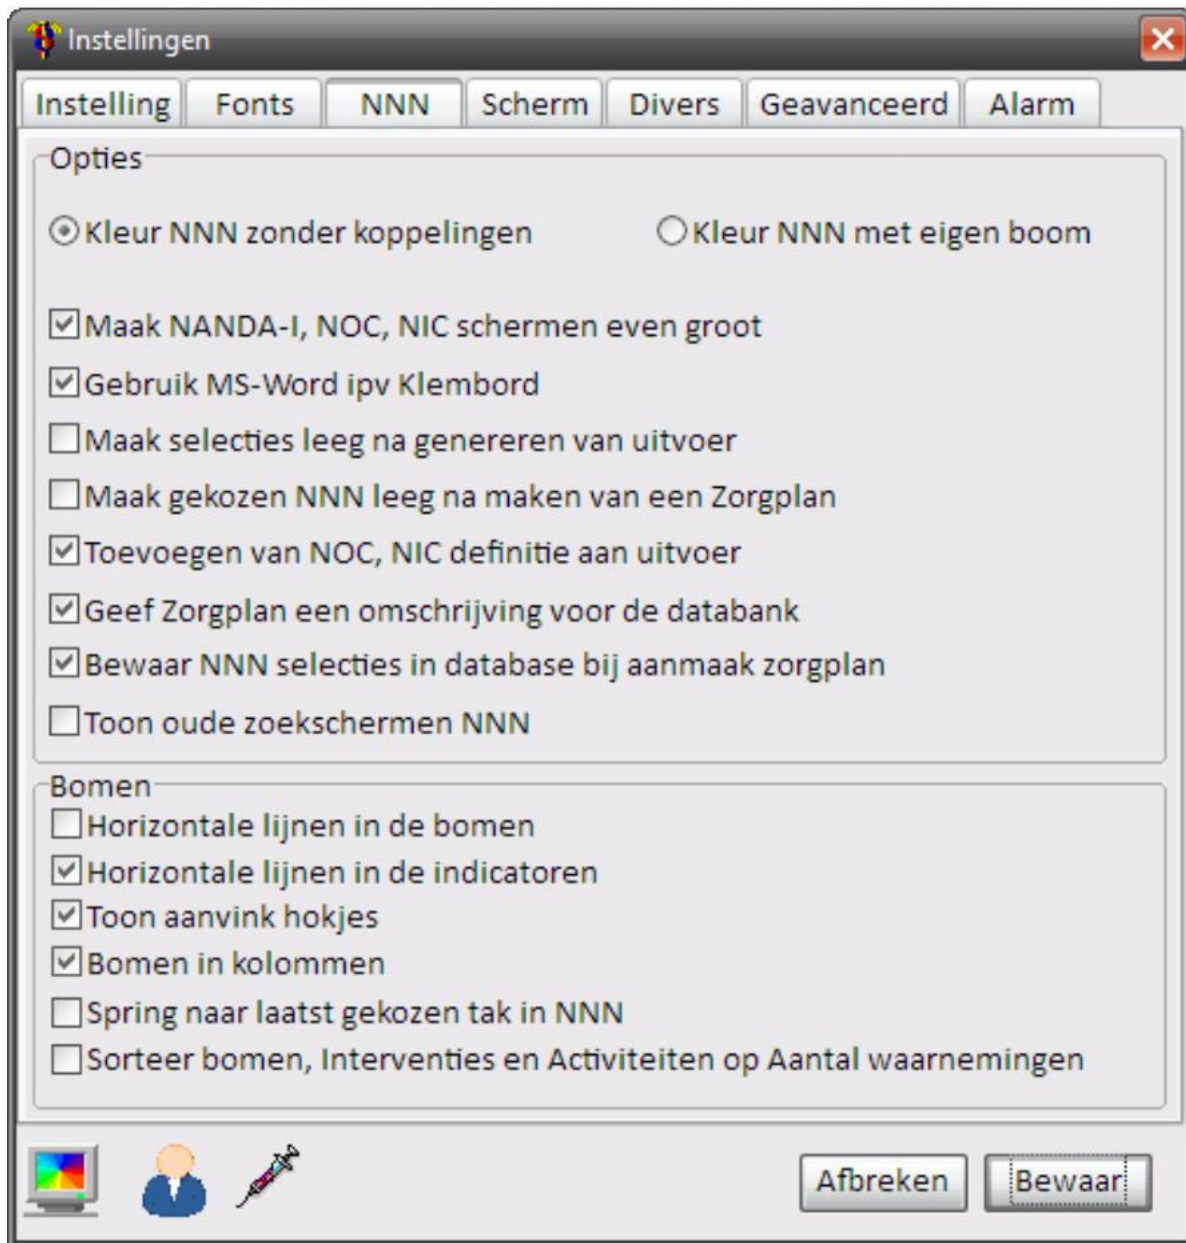 Instellingen
Instelling Fonts NNN Scherm Divers Geavanceerd Alarm
Opties
Kleur NNN zonder koppelingen Kleur NNN met eigen boom
Maak NANDA-I, NOC, NIC schermen even groot
Gebruik MS-Word ipv Klembord
Maak selecties leeg na genereren van uitvoer
Maak gekozen NNN leeg na maken van een Zorgplan
Toevoegen van NOC, NIC definitie aan uitvoer
Geef Zorgplan een omschrijving voor de databank
Bewaar NNN selecties in database bij aanmaak zorgplan
Toon oude zoekschermen NNN
Bomen
Horizontale lijnen in de bomen
Horizontale lijnen in de indicatoren
Toon aanvink hokjes
Bomen in kolommen
Spring naar laatst gekozen tak in NNN
Sorteer bomen, Interventies en Activiteiten op Aantal waarnemingen
Afbreken Bewaar